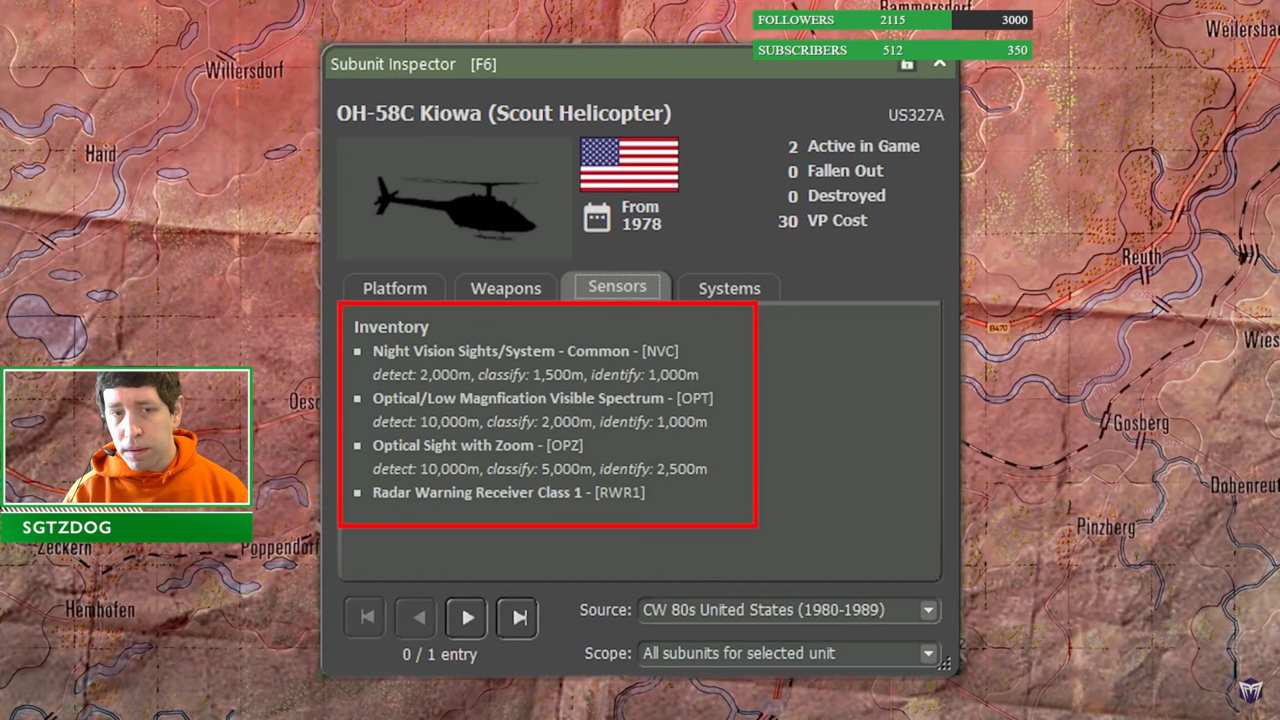 Rammersdorf
FOLLOWERS 2115 3000
SUBSCRIBERS 512 350
Subunit Inspector [F6]
OH-58C Kiowa (Scout Helicopter)
US327A
2 Active in Game
0 Fallen Out
0 Destroyed
30 VP Cost
From
1978
Platform
Weapons
Sensors
Systems
Inventory
Night Vision Sights/System - Common - [NVC]
detect: 2,000m, classify: 1,500m, identify: 1,000m
Optical/Low Magnfication Visible Spectrum - [OPT]
detect: 10,000m, classify: 2,000m, identify: 1,000m
Optical Sight with Zoom - [OPZ]
detect: 10,000m, classify: 5,000m, identify: 2,500m
Radar Warning Receiver Class 1 - [RWR1]
0 / 1 entry
Source: CW 80s United States (1980-1989)
Scope: All subunits for selected unit
Willersdorf
Haid
Oesd
SGTZDOG
Zeckern
Poppendorf
Hemhofen
Weilersba
Reuth
B470
Wies
Gosberg
Dobenreut
Pinzberg